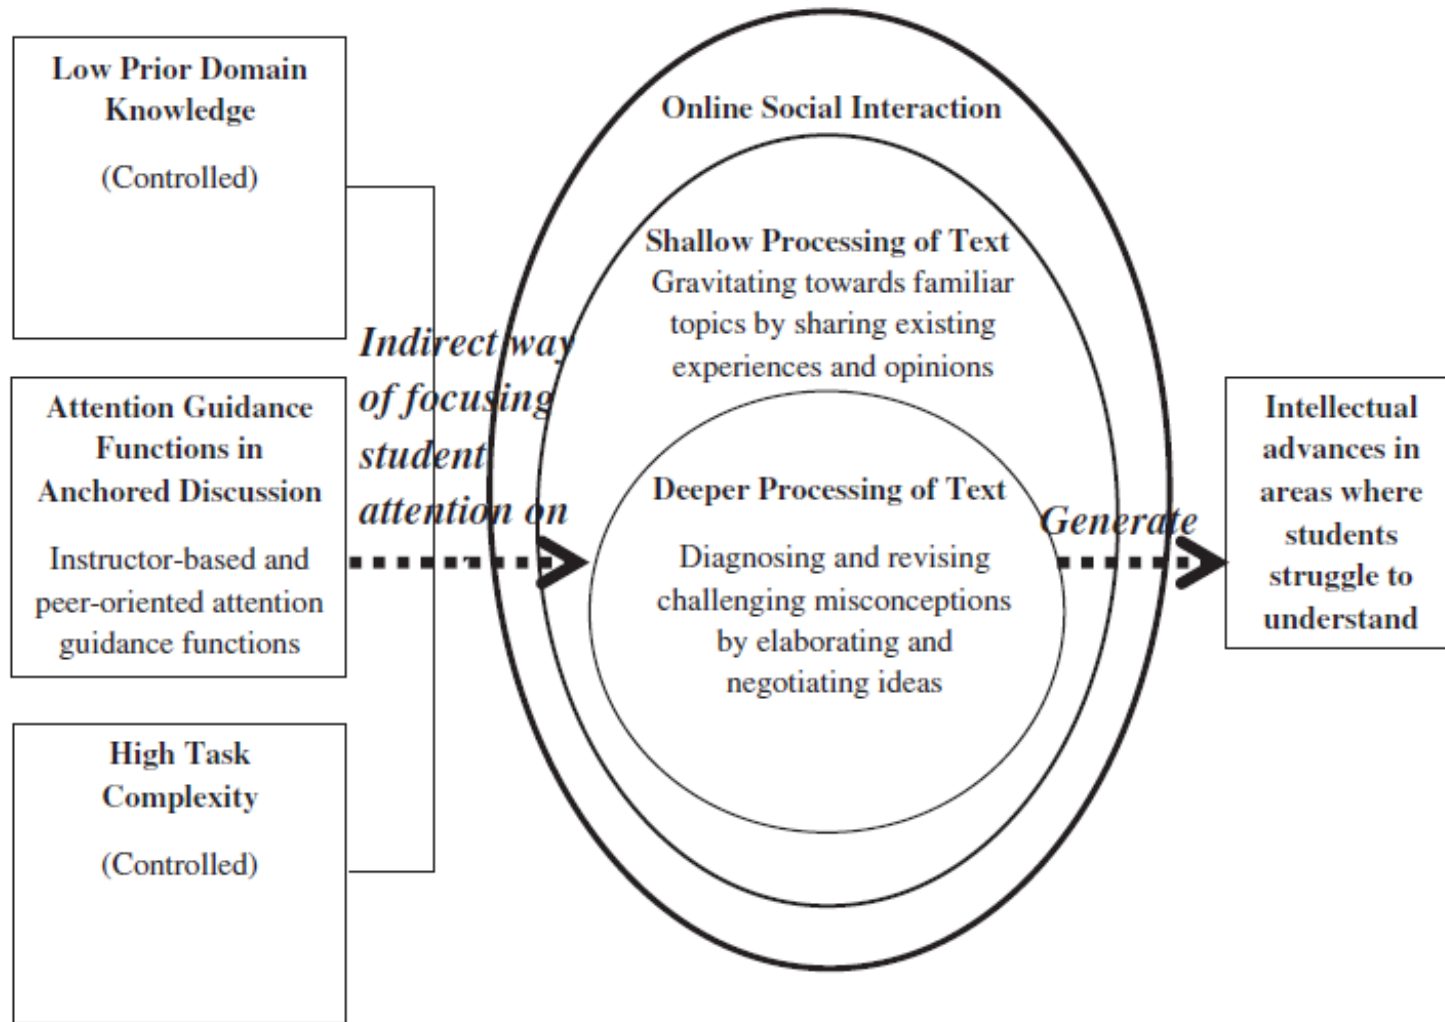 Low Prior Domain
Knowledge
(Controlled)
Attention Guidance
Functions in
Anchored Discussion
Instructor-based and
peer-oriented attention
guidance functions
High Task
Complexity
(Controlled)
Indirect way
of focusing
student
attention on
Online Social Interaction
Shallow Processing of Text
Gravitating towards familiar
topics by sharing existing
experiences and opinions
Deeper Processing of Text
Diagnosing and revising
challenging misconceptions
by elaborating and
negotiating ideas
Generate
Intellectual
advances in
areas where
students
struggle to
understand